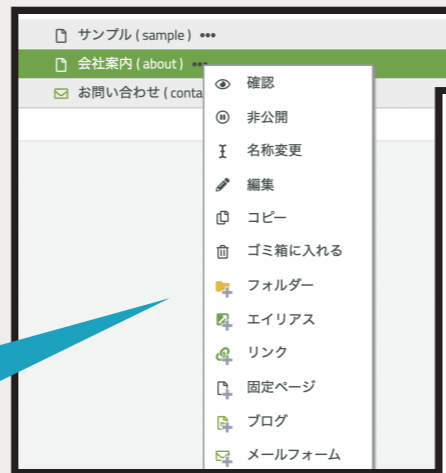 サンプル ( sample ) •••
会社案内 ( about ) •••
お問い合わせ ( conta
確認
非公開
名称変更
編集
コピー
ゴミ箱に入れる
フォルダー
エイリアス
リンク
固定ページ
ブログ
メールフォーム